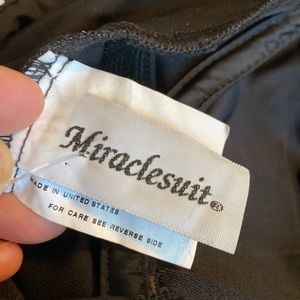 Miraclesuit®
MADE IN UNITED STATES
FOR CARE SEE REVERSE SIDE